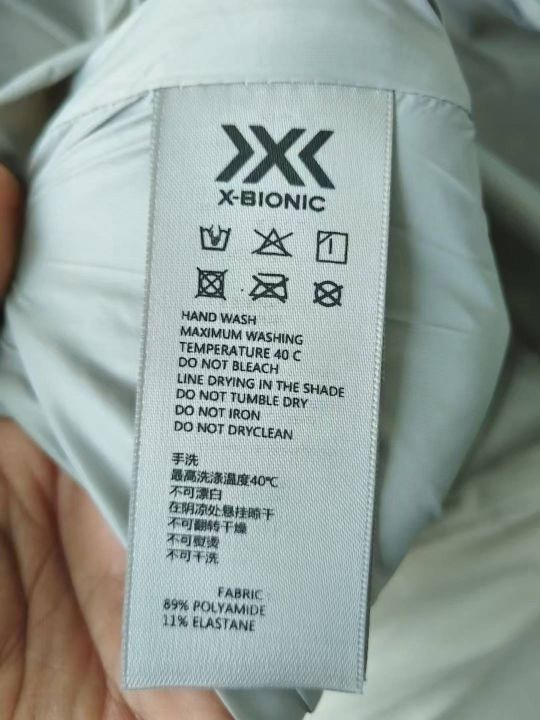 X-BIONIC
HAND WASH
MAXIMUM WASHING
TEMPERATURE 40 C
DO NOT BLEACH
LINE DRYING IN THE SHADE
DO NOT TUMBLE DRY
DO NOT IRON
DO NOT DRYCLEAN
手洗
最高洗涤温度40℃
不可漂白
在阴凉处悬挂晾干
不可翻转干燥
不可熨烫
不可干洗
FABRIC
89% POLYAMIDE
11% ELASTANE